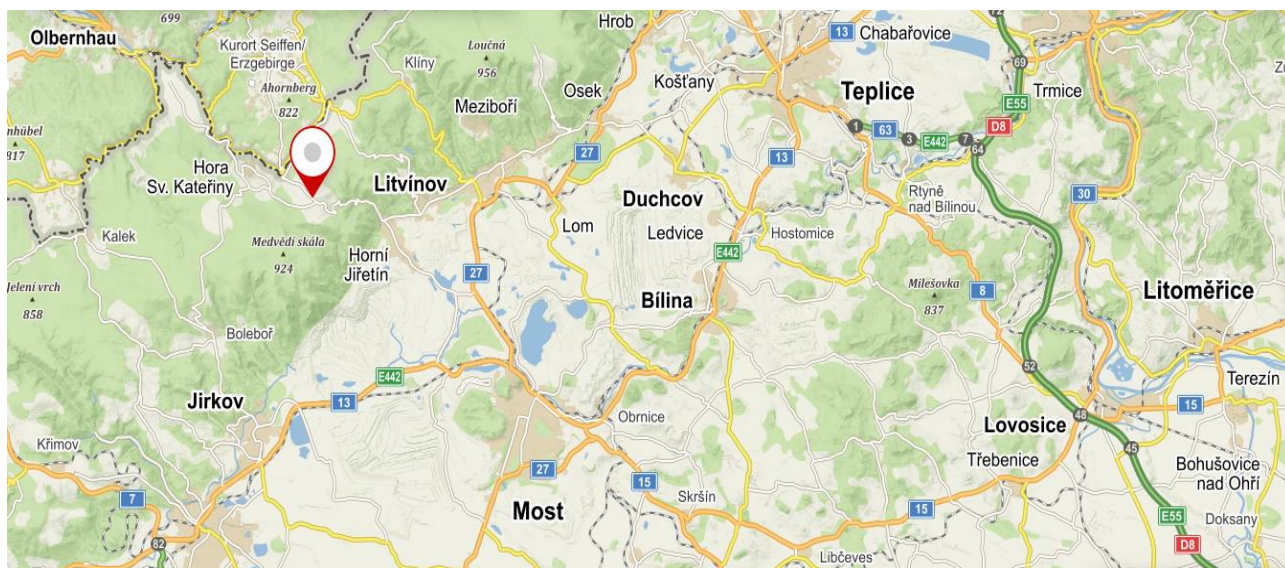 699
Olbernhau
Kurort Seiffen/
Erzgebirge
Ahornberg
822
Klíny
Loučná
956
Meziboří
Hrob
Osek
Košťany
13
Chabařovice
69
Teplice
Trmice
E55
D8
1
63
3
E442
7
64
817
Hora
Sv. Kateřiny
Litvínov
27
13
Duchcov
Ledvice
Hostomice
Rtyně
nad Bílinou
30
Kalek
Medvědí skála
924
Horní
Jiřetín
Lom
E442
27
Jelení vrch
858
Bílina
Milešovka
837
8
Litoměřice
Boleboř
52
Terezín
E442
13
Jirkov
48
15
Křimov
Obrnice
Lovosice
45
Třebenice
Bohušovice
nad Ohří
27
15
7
Most
Skršín
15
E55
Doksany
D8
82
Libčeves